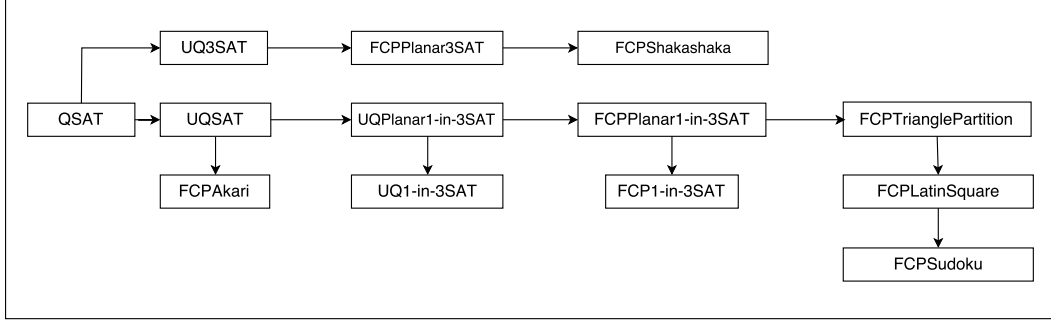 UQ3SAT FCPPlanar3SAT FCPShakashaka
QSAT UQSAT UQPlanar1-in-3SAT FCPPlanar1-in-3SAT FCPTrianglePartition
FCPAkari UQ1-in-3SAT FCP1-in-3SAT FCPLatinSquare
FCPSudoku